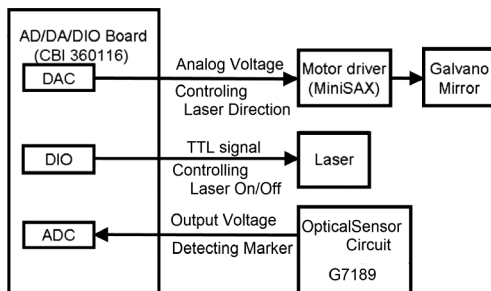 AD/DA/DIO Board
(CBI 360116)
DAC
Analog Voltage
Controling
Laser Direction
Motor driver
(MiniSAX)
Galvano
Mirror
DIO
TTL signal
Controlling
Laser On/Off
Laser
ADC
Output Voltage
Detecting Marker
OpticalSensor
Circuit
G7189